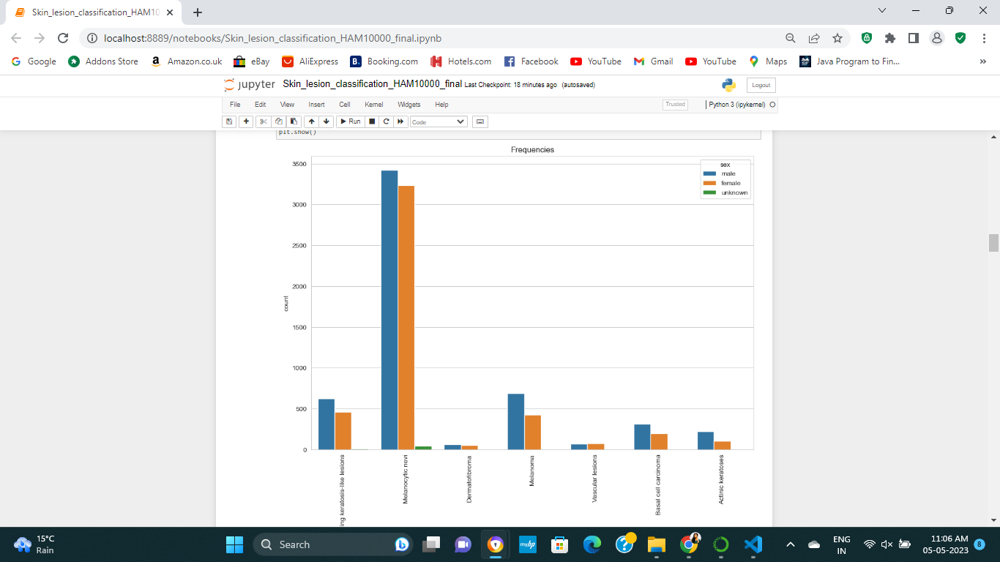 Skin_lesion_classification_HAM10
localhost:8889/notebooks/Skin_lesion_classification_HAM10000_final.ipynb
Google Addons Store Amazon.co.uk eBay AliExpress Booking.com Hotels.com Facebook YouTube Gmail YouTube Maps Java Program to Fin... »
jupyter Skin_lesion_classification_HAM10000_final Last Checkpoint: 18 minutes ago (autosaved) Logout
File Edit View Insert Cell Kernel Widgets Help Trusted Python 3 (ipykernel)
Run Code
plt.show()
Frequencies
sex
male
female
unknown
3500
3000
2500
2000
1500
1000
500
0
count
ing keratosis-like lesions
Melanocytic nevi
Dermatofibroma
Melanoma
Vascular lesions
Basal cell carcinoma
Actinic keratoses
15°C
Rain
Search
myhp
ENG
IN
11:06 AM
05-05-2023
8